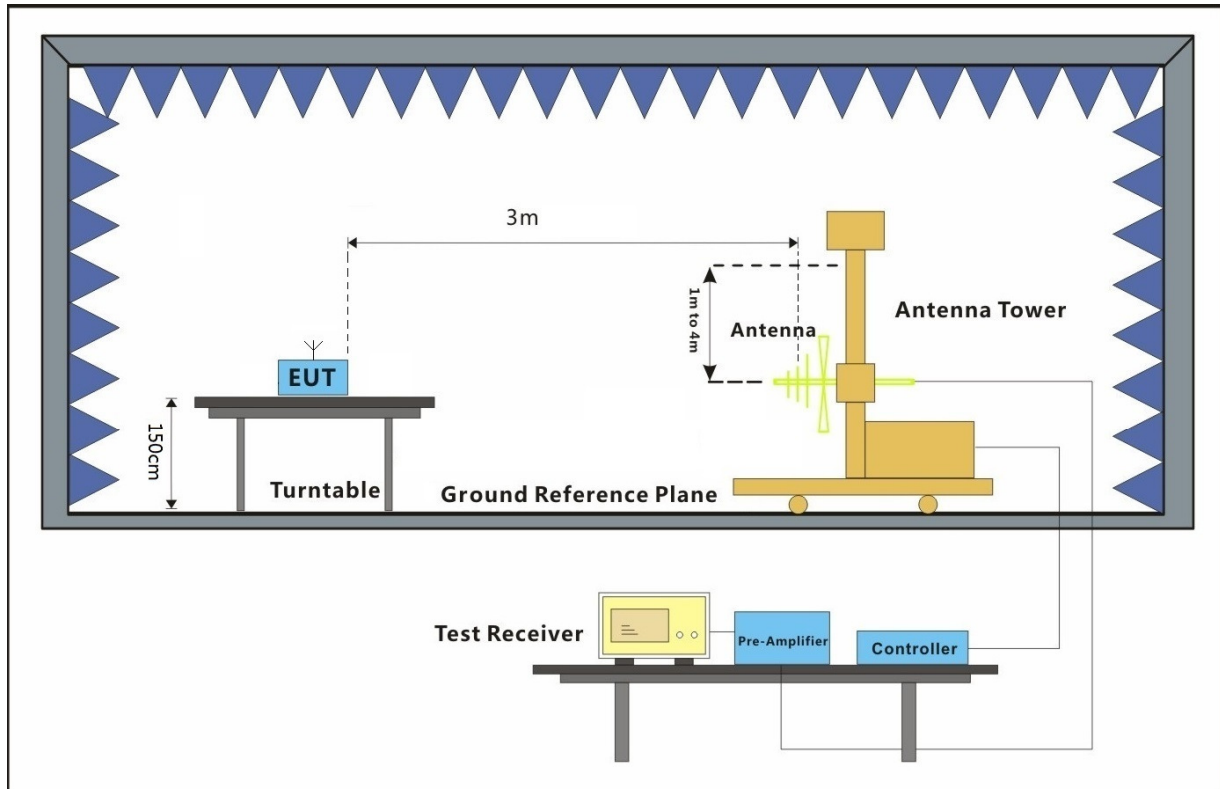 3m
1m to 4m
Antenna
Antenna Tower
EUT
150cm
Turntable
Ground Reference Plane
Test Receiver
Pre-Amplifier
Controller